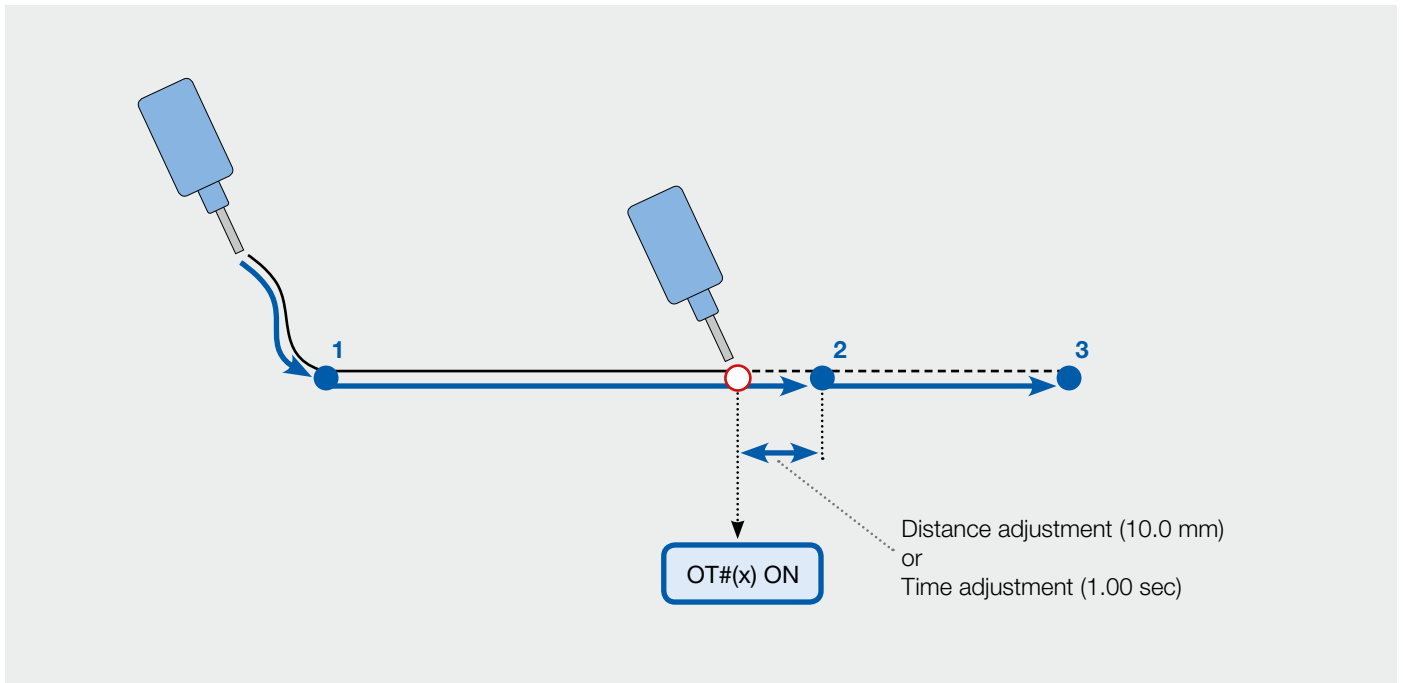 1
2
3
Distance adjustment (10.0 mm)
or
Time adjustment (1.00 sec)
OT#(x) ON